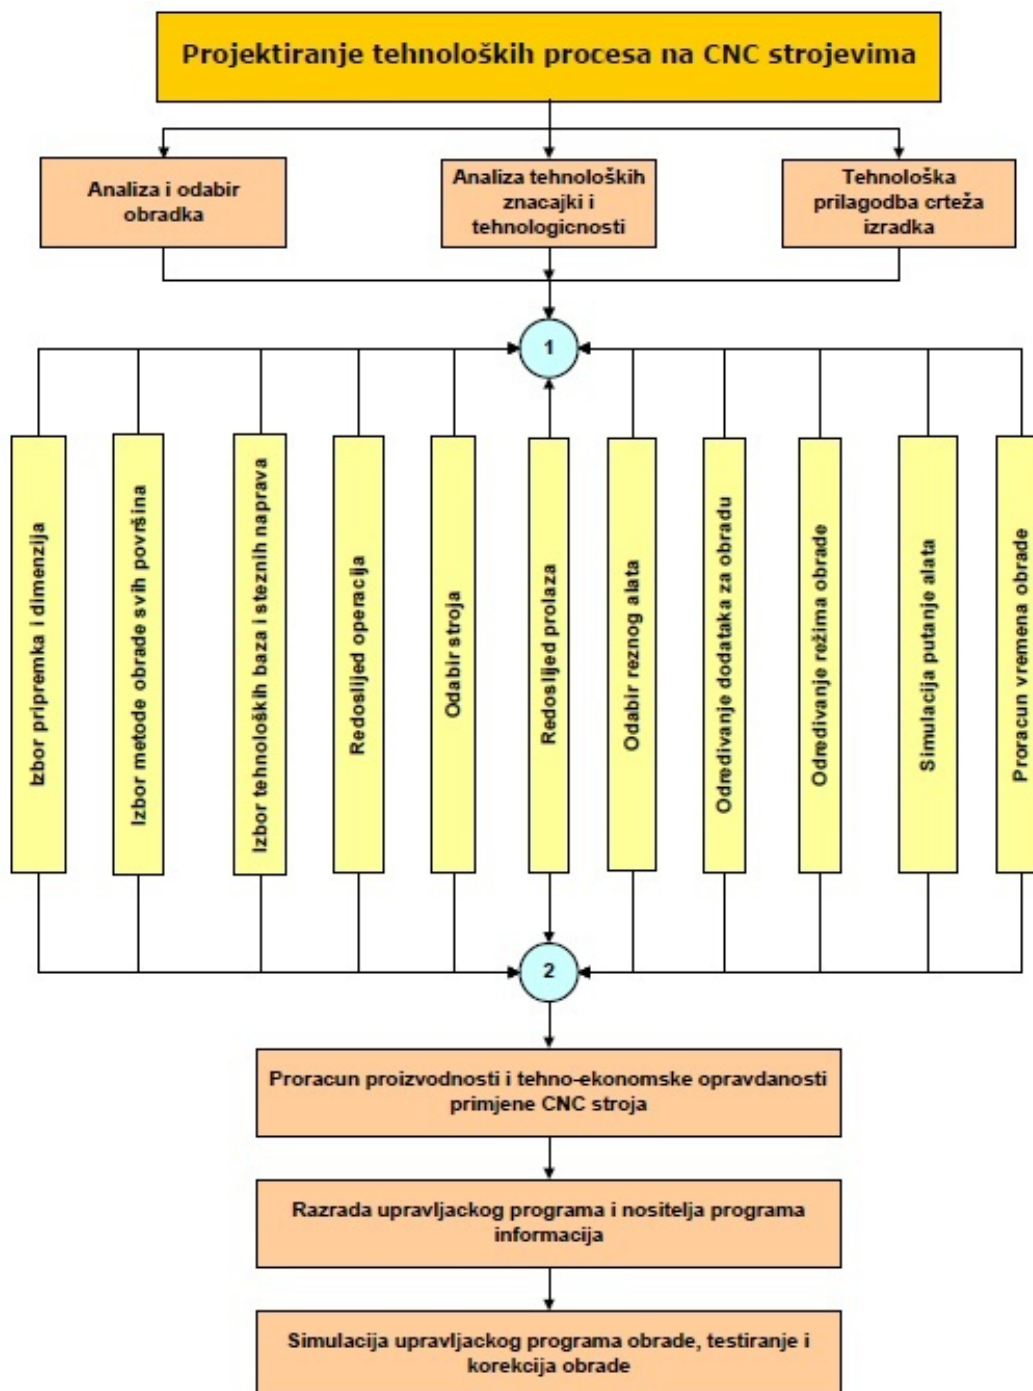 Projektiranje tehnoloških procesa na CNC strojevima
Analiza i odabir
obradka
Analiza tehnoloških
znacajki i
tehnologicnosti
Tehnološka
prilagodba crteža
izradka
1
Izbor pripremka i dimenzija
Izbor metode obrade svih površina
Izbor tehnoloških baza i steznih naprava
Redoslijed operacija
Odabir stroja
Redoslijed prolaza
Odabir reznog alata
Odredivanje dodataka za obradu
Odredivanje režima obrade
Simulacija putanje alata
Proracun vremena obrade
2
Proracun proizvodnosti i tehno-ekonomske opravdanosti
primjene CNC stroja
Razrada upravljackog programa i nositelja programa
informacija
Simulacija upravljackog programa obrade, testiranje i
korekcija obrade